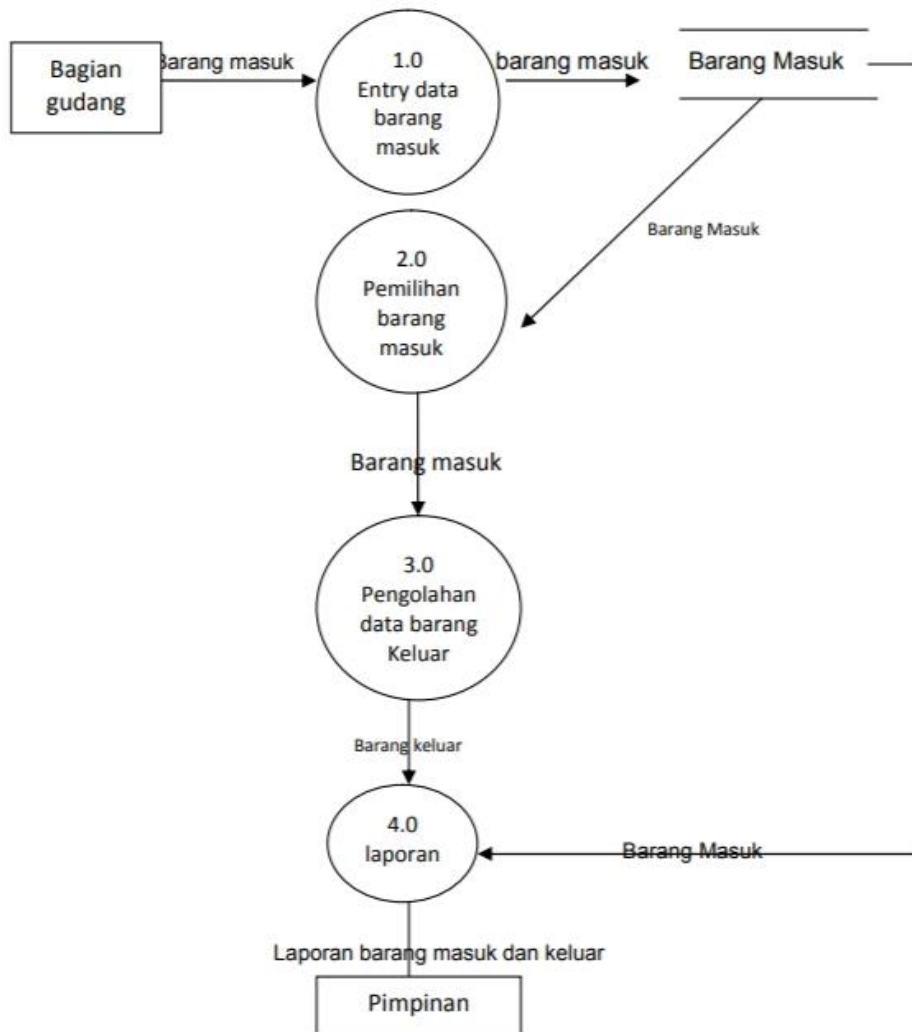 Bagian
gudang
Barang masuk
1.0
Entry data
barang
masuk
barang masuk
Barang Masuk
Barang Masuk
2.0
Pemilihan
barang
masuk
Barang masuk
3.0
Pengolahan
data barang
Keluar
Barang keluar
4.0
laporan
Barang Masuk
Laporan barang masuk dan keluar
Pimpinan